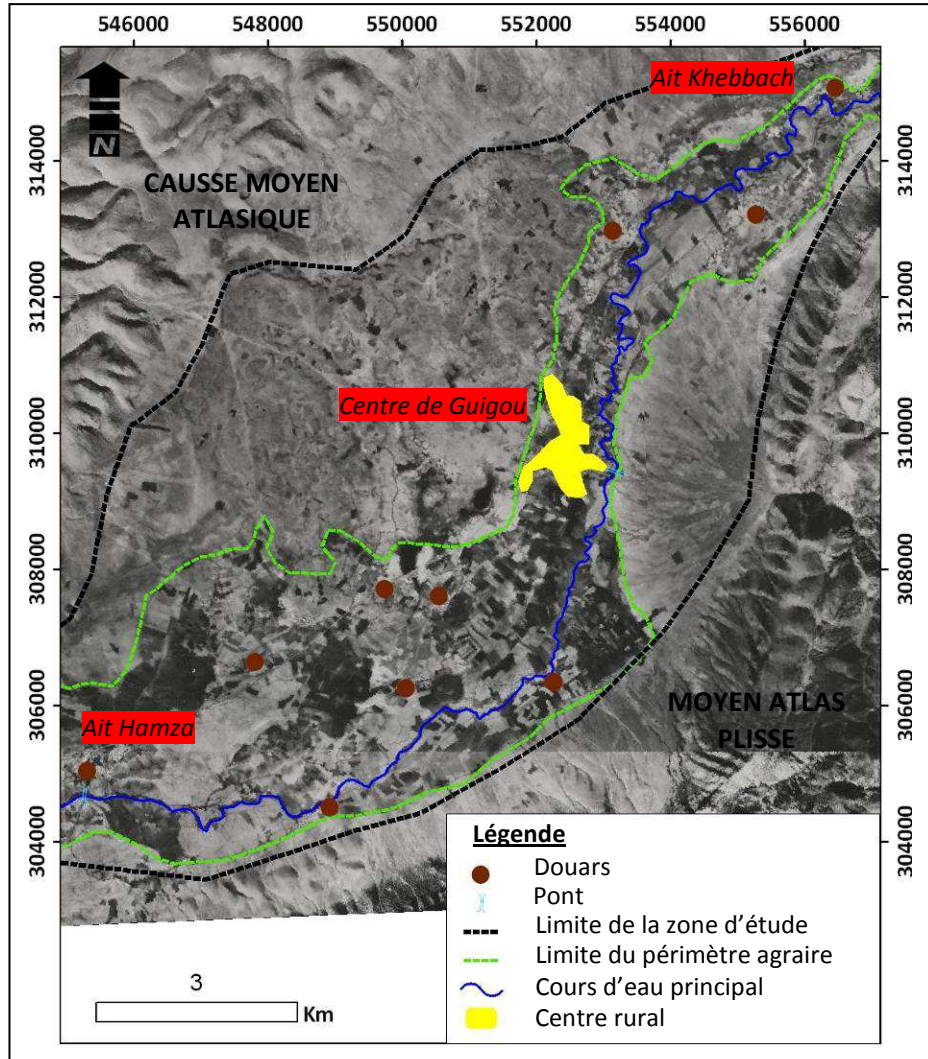 546000 548000 550000 552000 554000 556000
Ait Khebbach
N
314000 314000
CAUSSE MOYEN
ATLASIQUE
312000 312000
Centre de Guigou
310000 310000
308000 308000
306000 306000
MOYEN ATLAS
PLISSE
Ait Hamza
304000 304000
Légende
Douars
Pont
Limite de la zone d'étude
Limite du périmètre agraire
Cours d'eau principal
Centre rural
3
Km